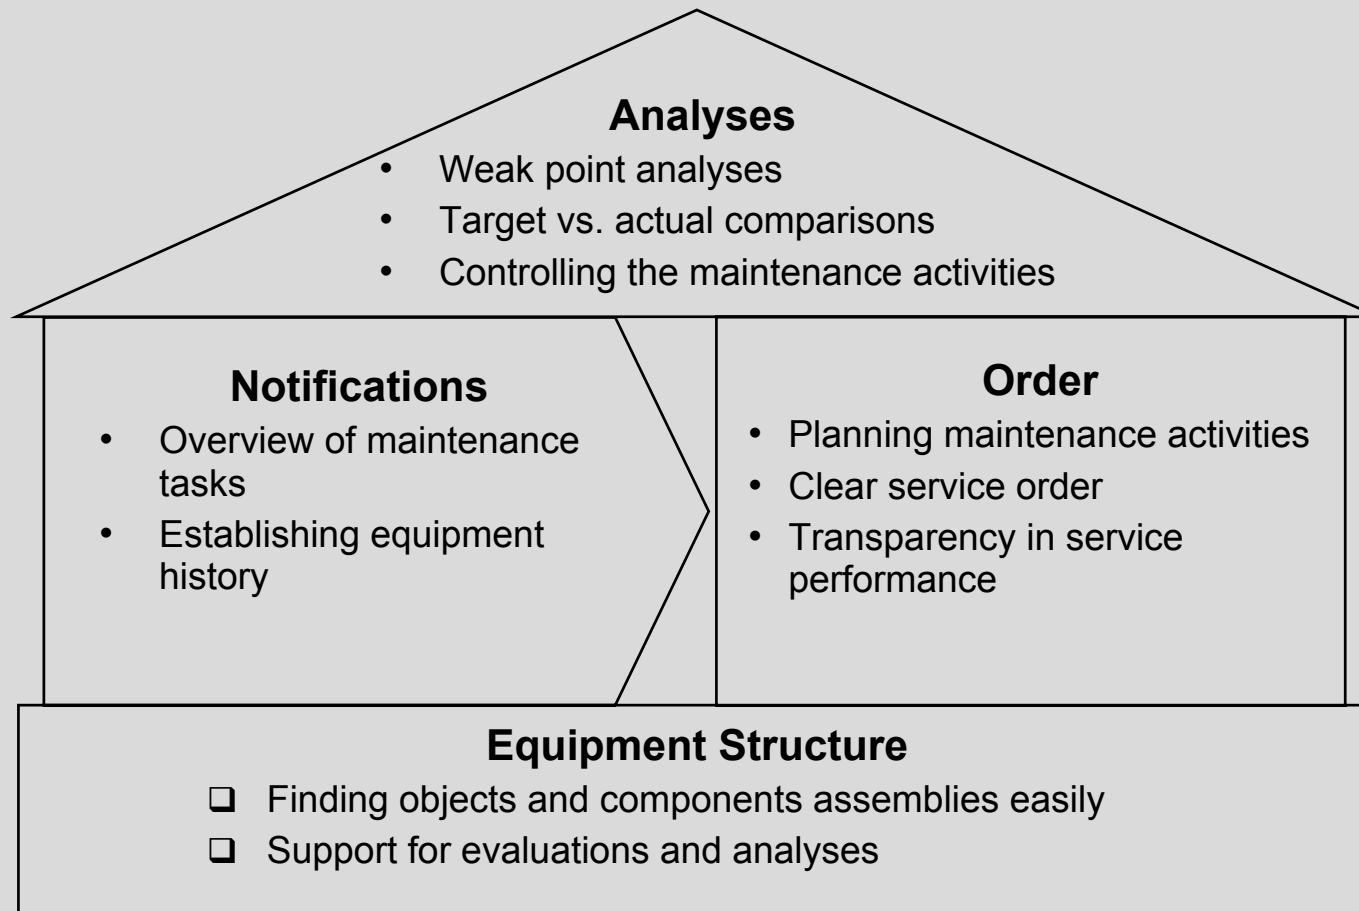 Analyses
• Weak point analyses
• Target vs. actual comparisons
• Controlling the maintenance activities
Notifications
• Overview of maintenance
tasks
• Establishing equipment
history
Order
• Planning maintenance activities
• Clear service order
• Transparency in service
performance
Equipment Structure
❑ Finding objects and components assemblies easily
❑ Support for evaluations and analyses